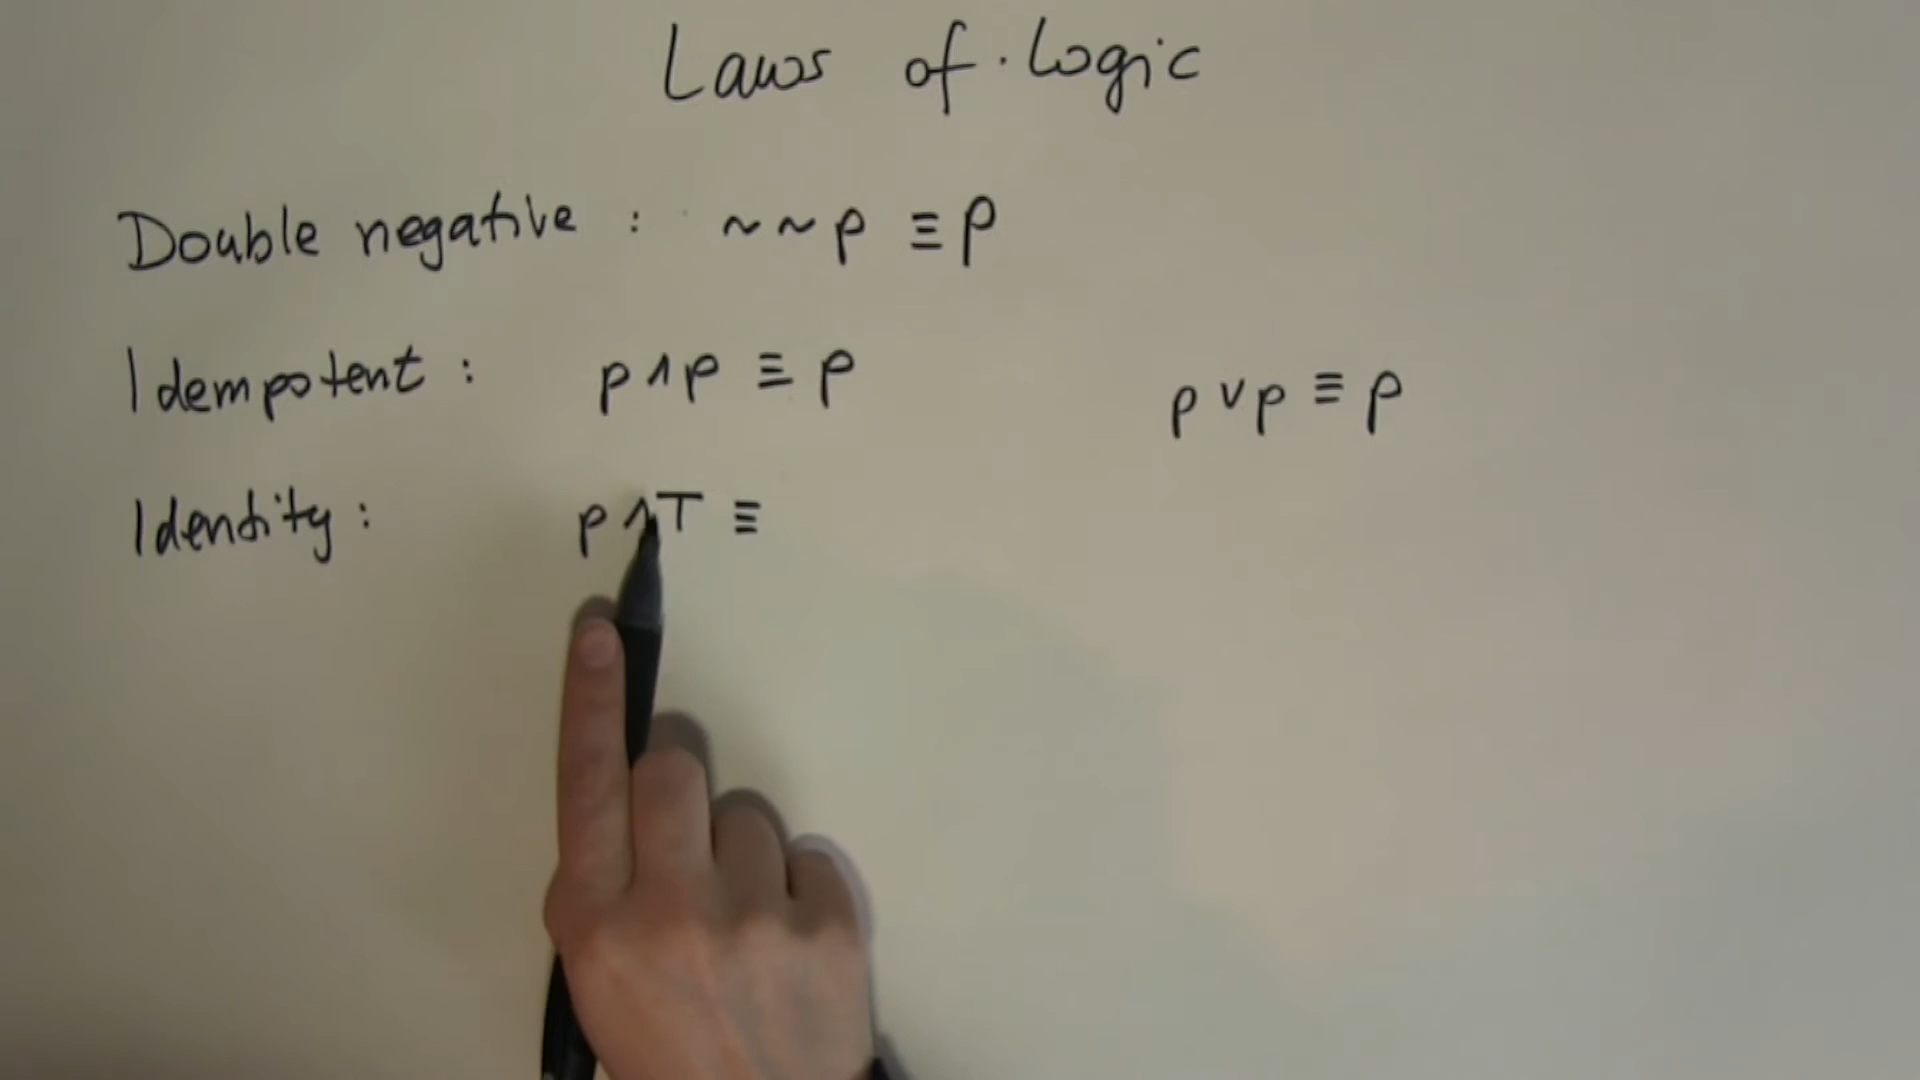 Laws of Logic
Double negative : ~~p ≡ p
Idempotent : p ∧ p ≡ p p ∨ p ≡ p
Identity : p ∧ T ≡